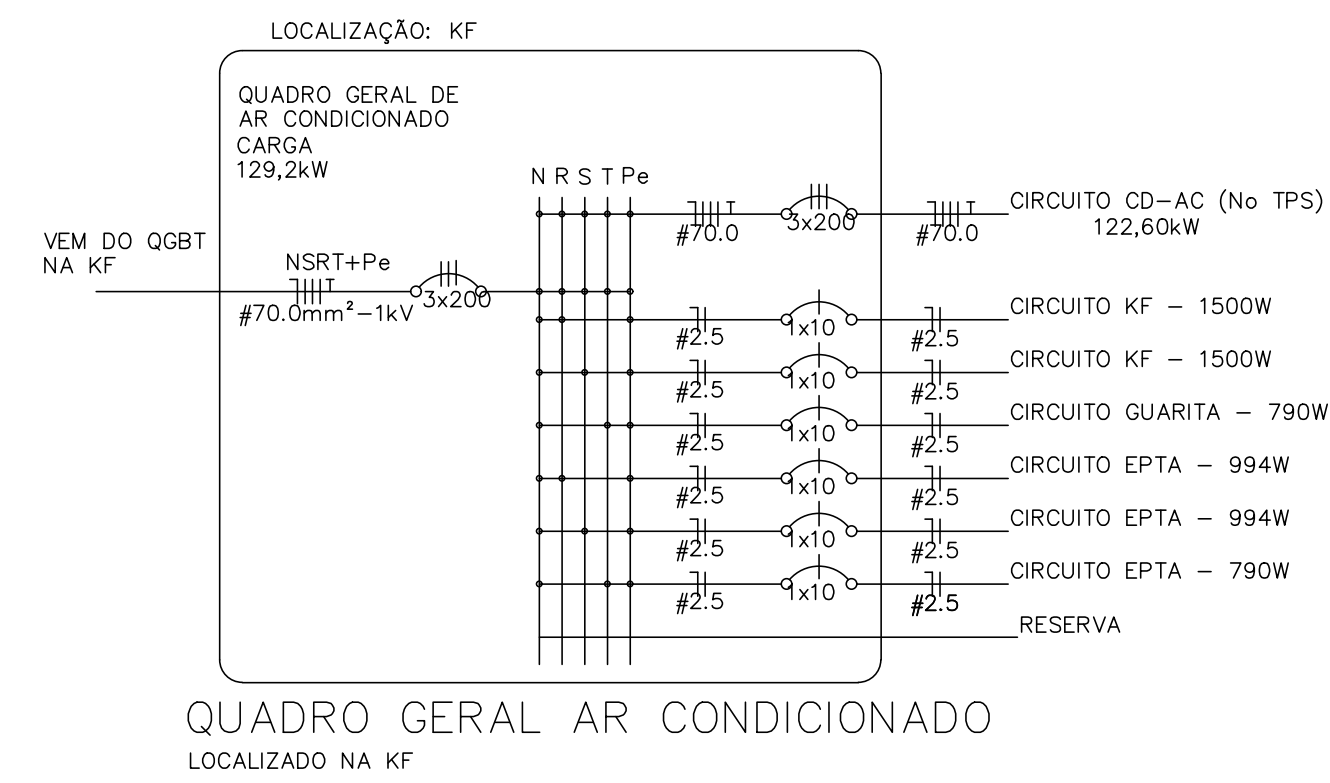 LOCALIZAÇÃO: KF
QUADRO GERAL DE
AR CONDICIONADO
CARGA
129,2kW
N R S T Pe
VEM DO QGBT
NA KF
NSRT+Pe
#70.0mm²-1kV
3x200
T
#70.0
3x200
T
#70.0
CIRCUITO CD-AC (No TPS)
122,60kW
#2.5
1x10
#2.5
CIRCUITO KF - 1500W
#2.5
1x10
#2.5
CIRCUITO KF - 1500W
#2.5
1x10
#2.5
CIRCUITO GUARITA - 790W
#2.5
1x10
#2.5
CIRCUITO EPTA - 994W
#2.5
1x10
#2.5
CIRCUITO EPTA - 994W
#2.5
1x10
#2.5
CIRCUITO EPTA - 790W
RESERVA
QUADRO GERAL AR CONDICIONADO
LOCALIZADO NA KF